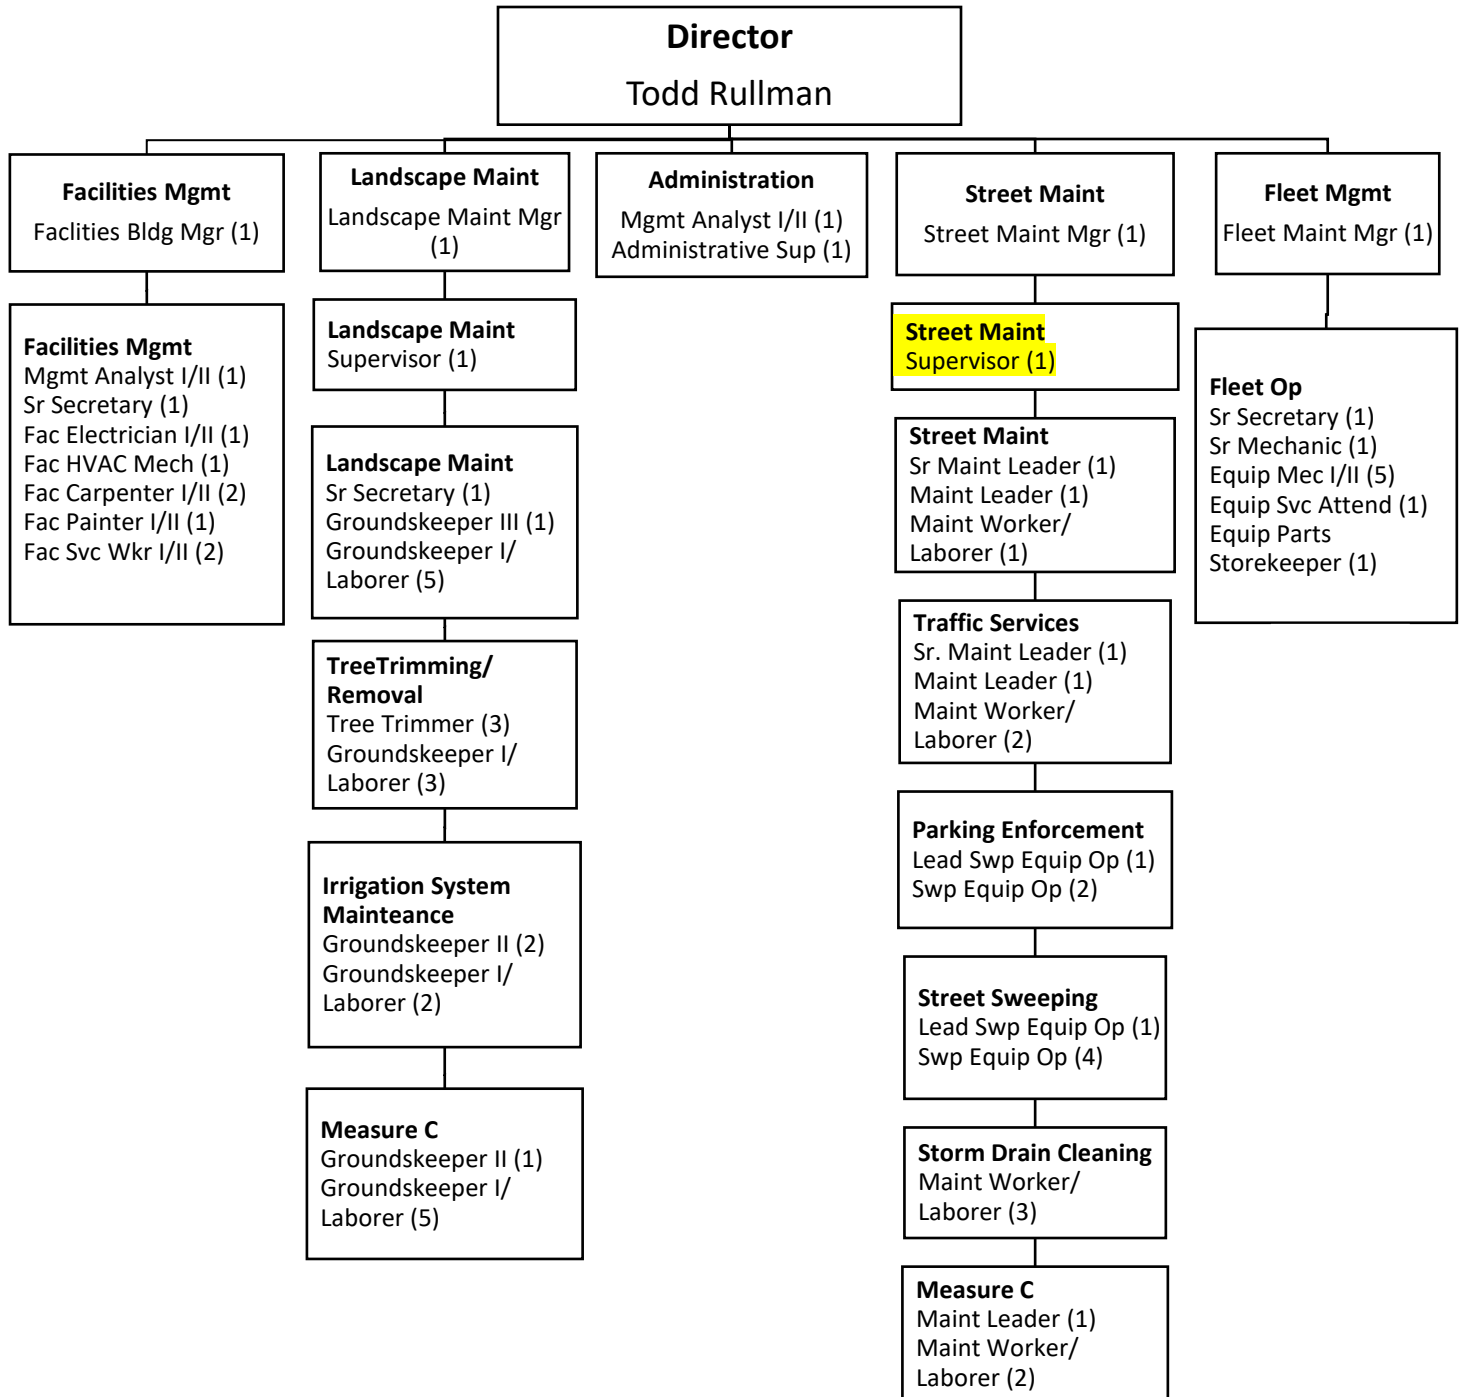 Director
Todd Rullman
Facilities Mgmt
Faclities Bldg Mgr (1)
Landscape Maint
Landscape Maint Mgr
(1)
Administration
Mgmt Analyst I/II (1)
Administrative Sup (1)
Street Maint
Street Maint Mgr (1)
Fleet Mgmt
Fleet Maint Mgr (1)
Facilities Mgmt
Mgmt Analyst I/II (1)
Sr Secretary (1)
Fac Electrician I/II (1)
Fac HVAC Mech (1)
Fac Carpenter I/II (2)
Fac Painter I/II (1)
Fac Svc Wkr I/II (2)
Landscape Maint
Supervisor (1)
Landscape Maint
Sr Secretary (1)
Groundskeeper III (1)
Groundskeeper I/
Laborer (5)
TreeTrimming/
Removal
Tree Trimmer (3)
Groundskeeper I/
Laborer (3)
Irrigation System
Mainteance
Groundskeeper II (2)
Groundskeeper I/
Laborer (2)
Measure C
Groundskeeper II (1)
Groundskeeper I/
Laborer (5)
Street Maint
Supervisor (1)
Street Maint
Sr Maint Leader (1)
Maint Leader (1)
Maint Worker/
Laborer (1)
Traffic Services
Sr. Maint Leader (1)
Maint Leader (1)
Maint Worker/
Laborer (2)
Parking Enforcement
Lead Swp Equip Op (1)
Swp Equip Op (2)
Street Sweeping
Lead Swp Equip Op (1)
Swp Equip Op (4)
Storm Drain Cleaning
Maint Worker/
Laborer (3)
Measure C
Maint Leader (1)
Maint Worker/
Laborer (2)
Fleet Op
Sr Secretary (1)
Sr Mechanic (1)
Equip Mec I/II (5)
Equip Svc Attend (1)
Equip Parts
Storekeeper (1)